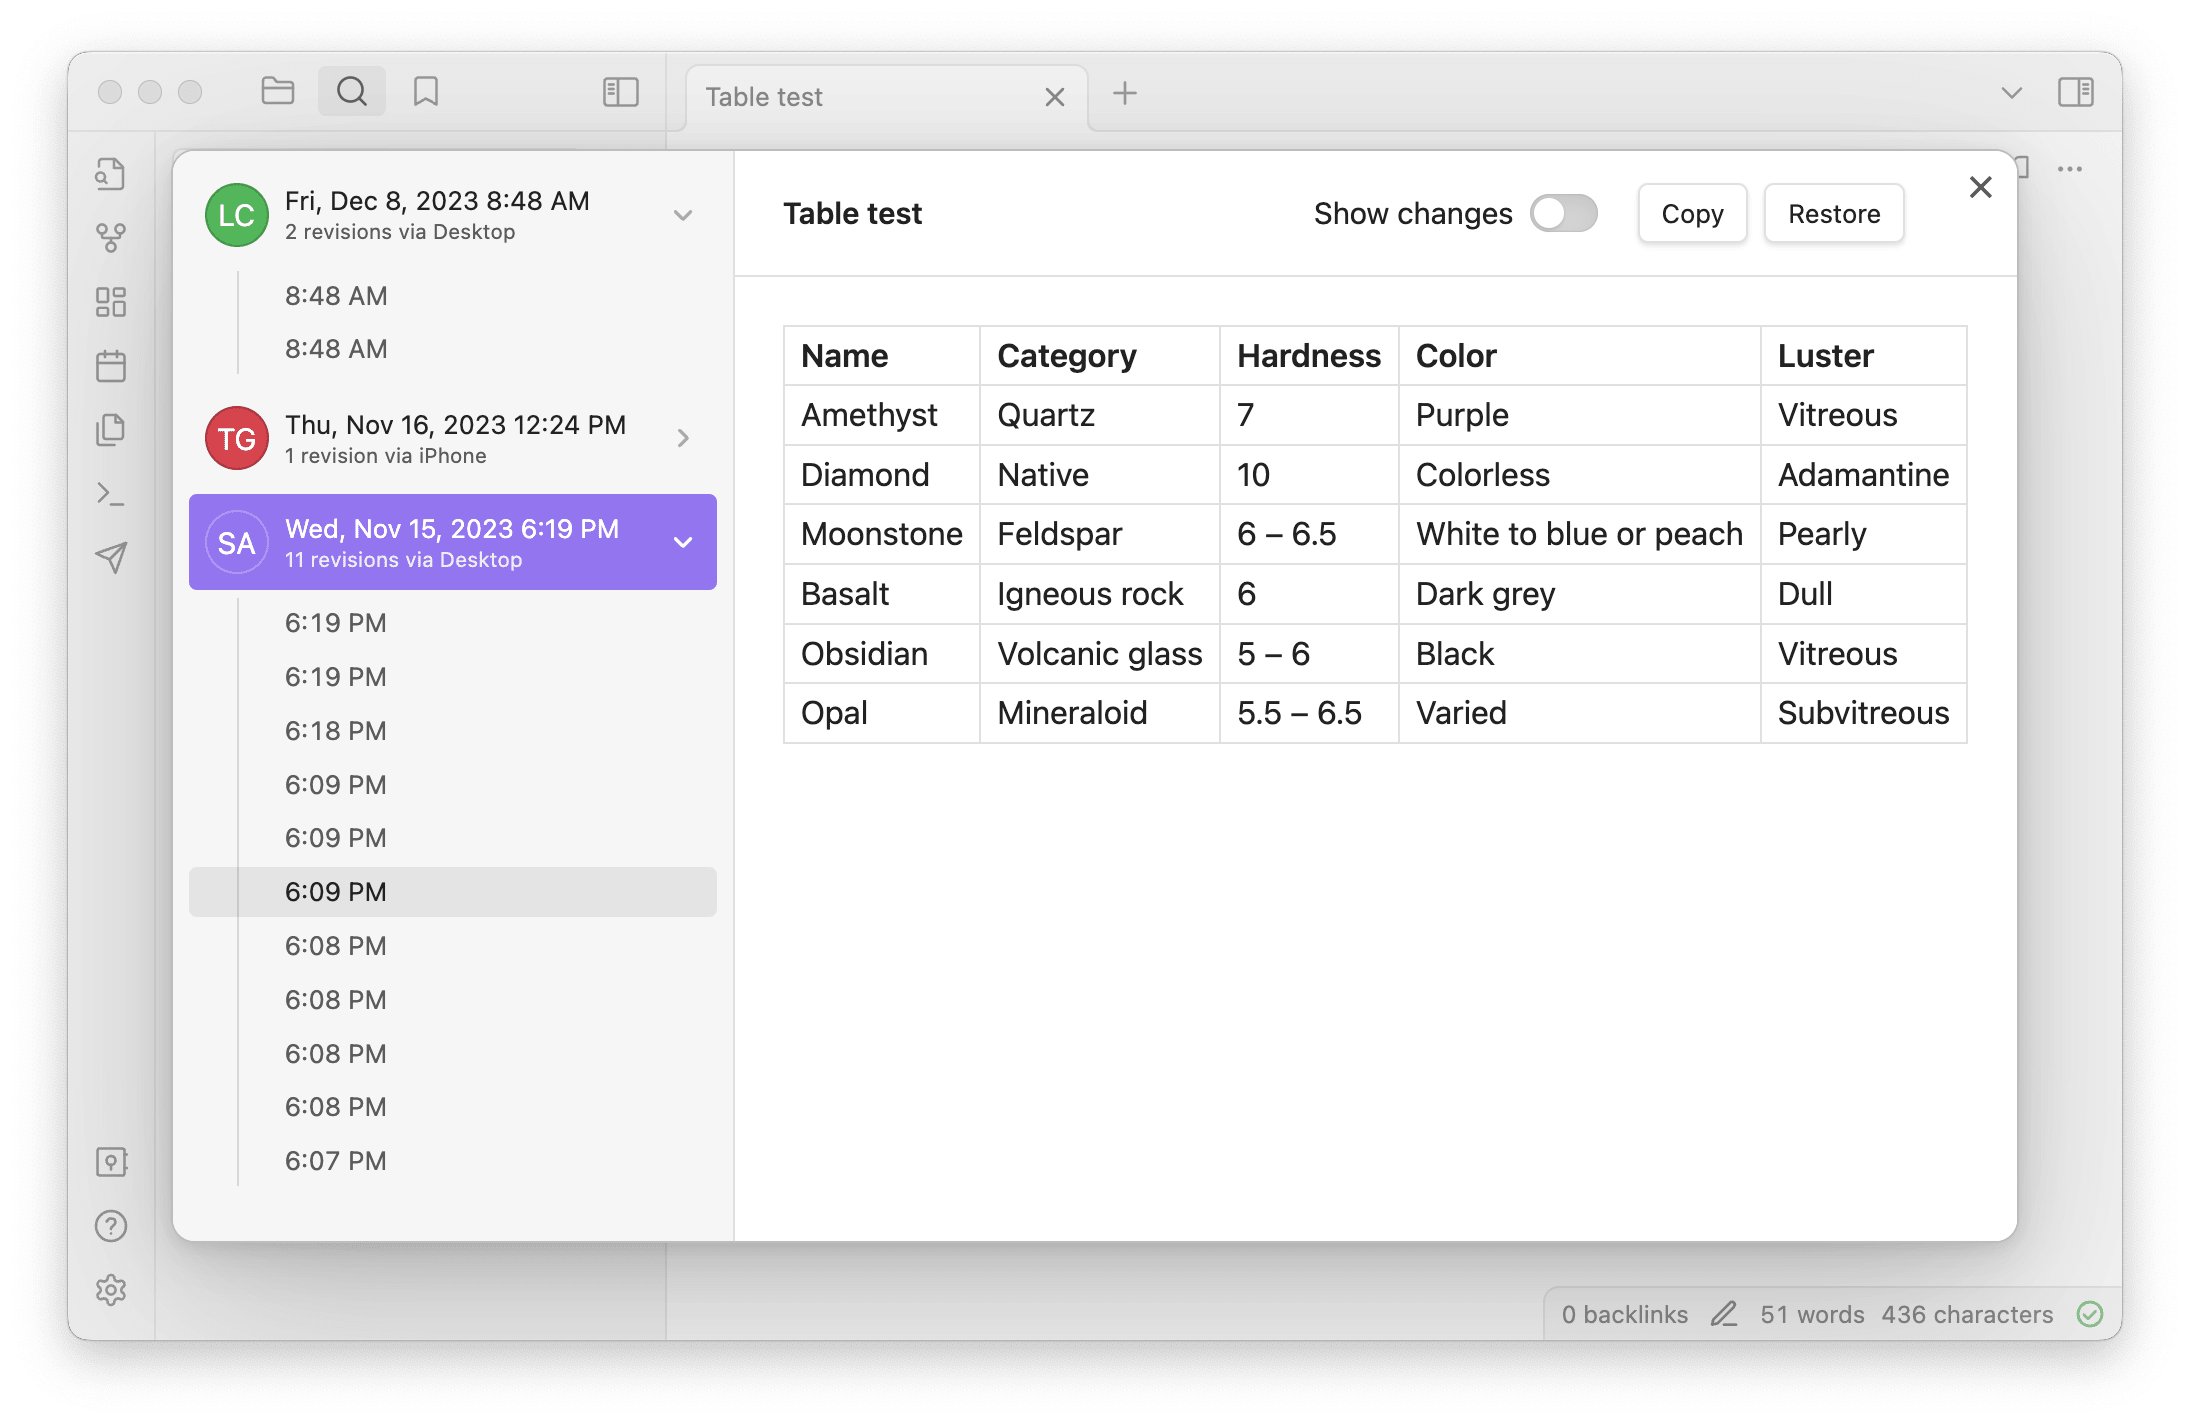 Table test
LC
Fri, Dec 8, 2023 8:48 AM
2 revisions via Desktop
8:48 AM
8:48 AM
TG
Thu, Nov 16, 2023 12:24 PM
1 revision via iPhone
SA
Wed, Nov 15, 2023 6:19 PM
11 revisions via Desktop
6:19 PM
6:19 PM
6:18 PM
6:09 PM
6:09 PM
6:09 PM
6:08 PM
6:08 PM
6:08 PM
6:08 PM
6:07 PM
Table test
Show changes
Copy
Restore
Name Category Hardness Color Luster
Amethyst Quartz 7 Purple Vitreous
Diamond Native 10 Colorless Adamantine
Moonstone Feldspar 6 – 6.5 White to blue or peach Pearly
Basalt Igneous rock 6 Dark grey Dull
Obsidian Volcanic glass 5 – 6 Black Vitreous
Opal Mineraloid 5.5 – 6.5 Varied Subvitreous
0 backlinks 51 words 436 characters